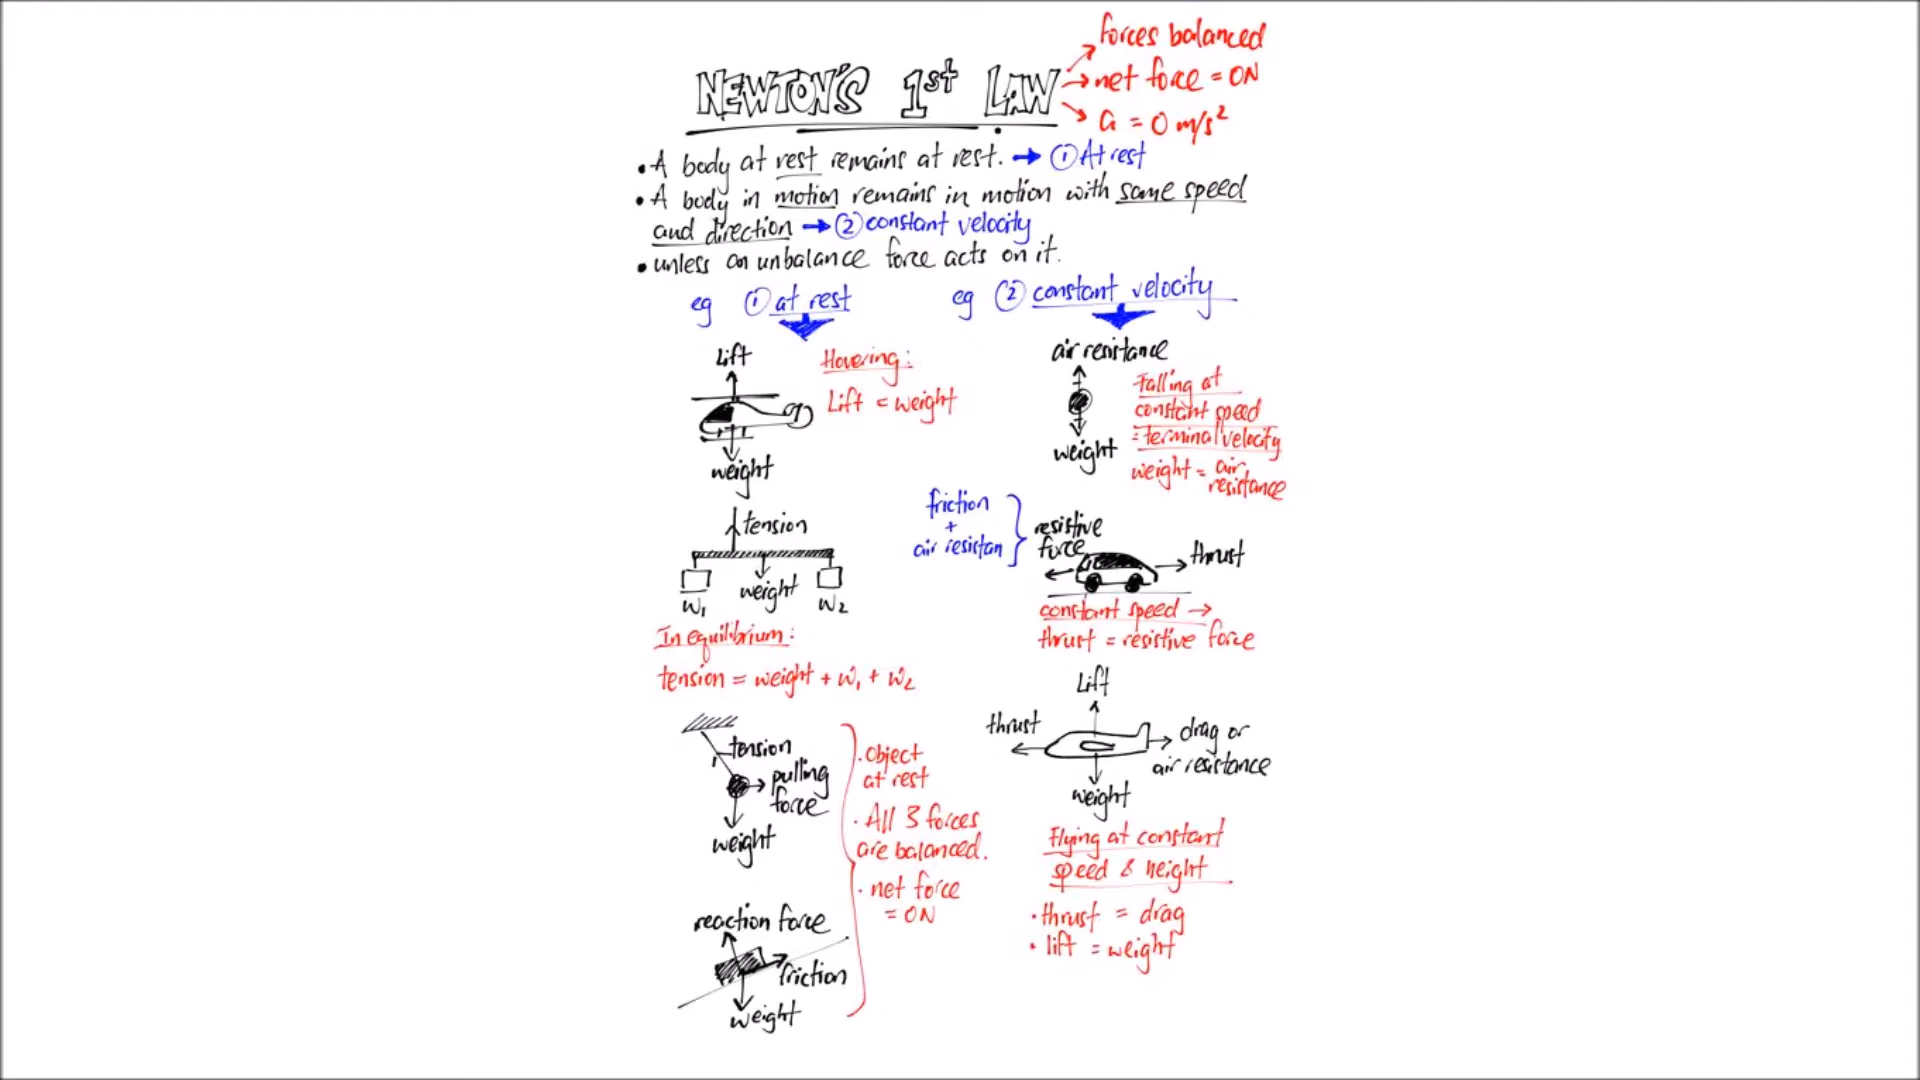 NEWTON'S 1st LAW
forces balanced
net force = 0N
a = 0 m/s²
• A body at rest remains at rest. → ① At rest
• A body in motion remains in motion with same speed
and direction → ② constant velocity
• unless an unbalance force acts on it.
eg ① at rest
Lift
Hovering:
Lift = weight
weight
tension
weight
W₁
W₂
In equilibrium:
tension = weight + W₁ + W₂
tension
pulling
force
weight
reaction force
friction
weight
. object
at rest
. All 3 forces
are balanced.
. net force
= 0N
eg ② constant velocity
air resistance
weight
Falling at
constant speed
= terminal velocity
weight = air
resistance
friction
+
air resistan
resistive
force
thrust
constant speed →
thrust = resistive force
Lift
thrust
drag or
air resistance
weight
Flying at constant
speed & height
• thrust = drag
• lift = weight